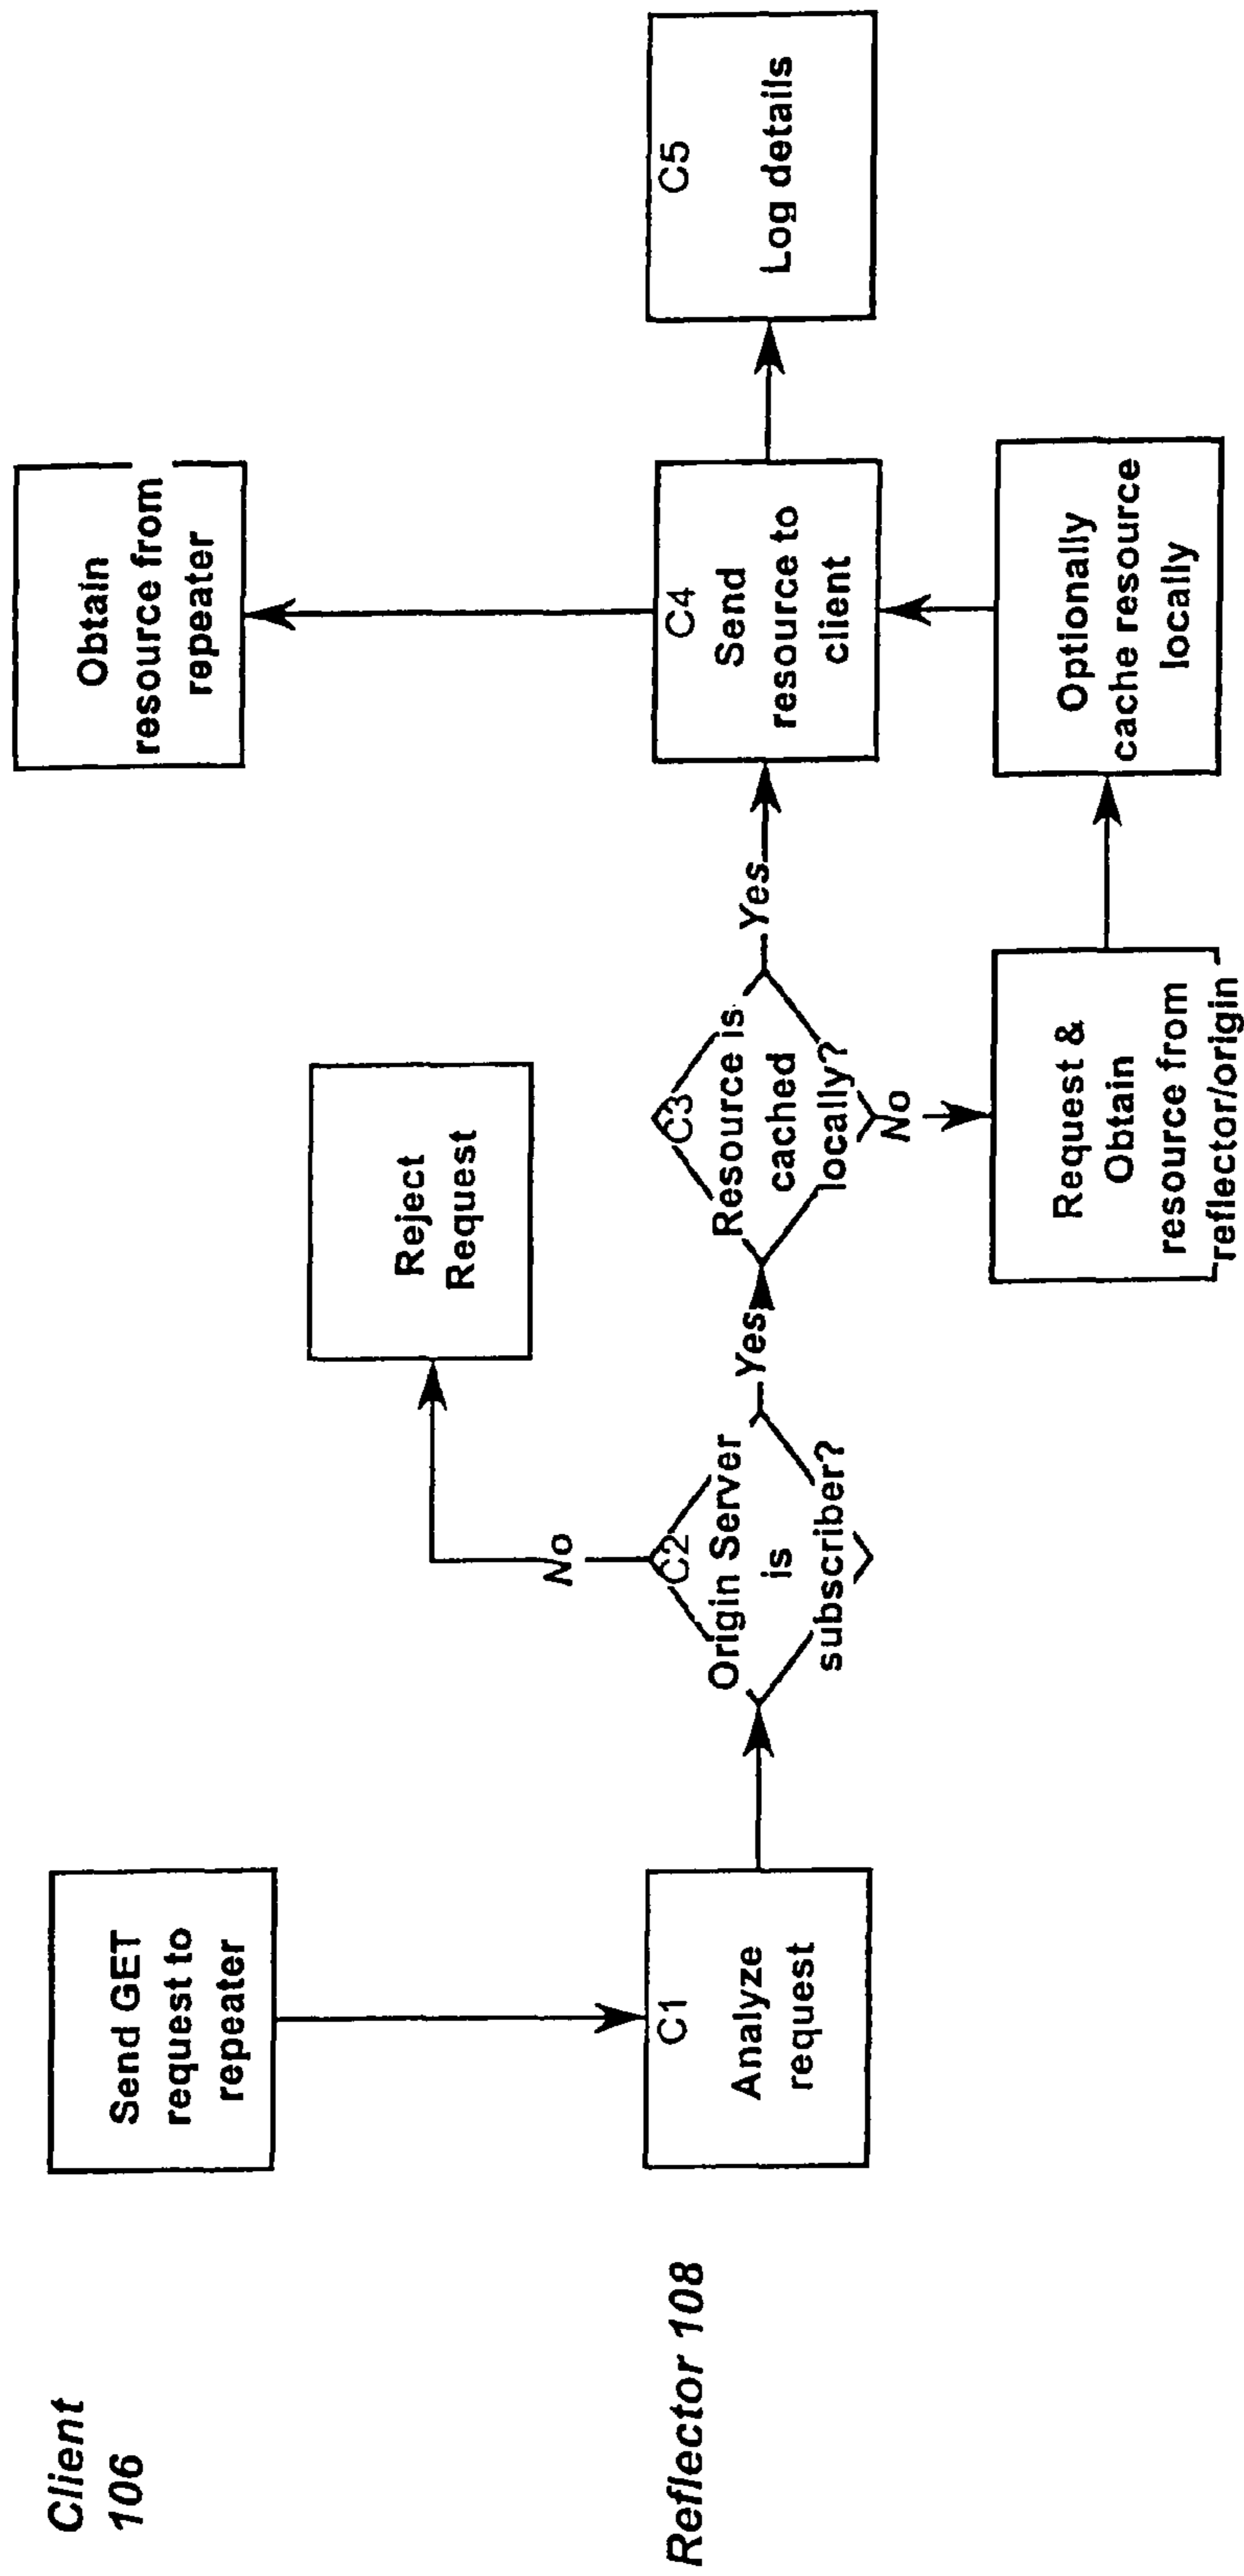 Client
106
Send GET
request to
repeater
Obtain
resource from
repeater
Reject
Request
No
Reflector 108
C1
Analyze
request
C2
Origin Server
is
subscriber?
Yes
C3
Resource is
cached
locally?
Yes
No
C4
Send
resource to
client
C5
Log details
Request &
Obtain
resource from
reflector/origin
Optionally
cache resource
locally